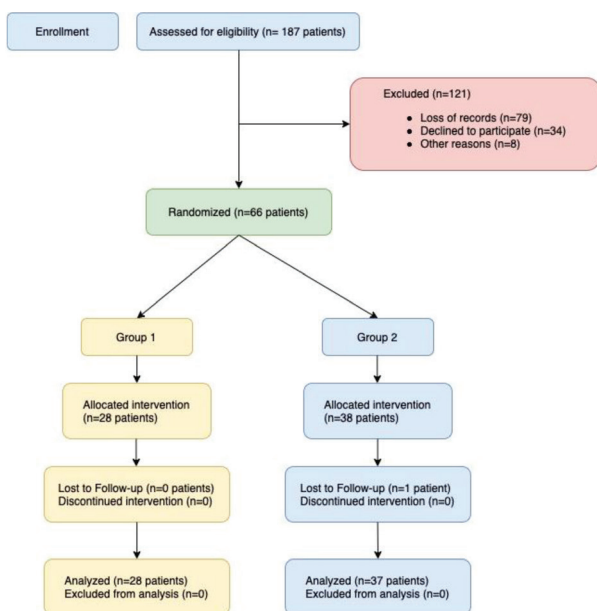 Enrollment
Assessed for eligibility (n= 187 patients)
Excluded (n=121)
● Loss of records (n=79)
● Declined to participate (n=34)
● Other reasons (n=8)
Randomized (n=66 patients)
Group 1
Group 2
Allocated intervention
(n=28 patients)
Allocated intervention
(n=38 patients)
Lost to Follow-up (n=0 patients)
Discontinued intervention (n=0)
Lost to Follow-up (n=1 patient)
Discontinued intervention (n=0)
Analyzed (n=28 patients)
Excluded from analysis (n=0)
Analyzed (n=37 patients)
Excluded from analysis (n=0)